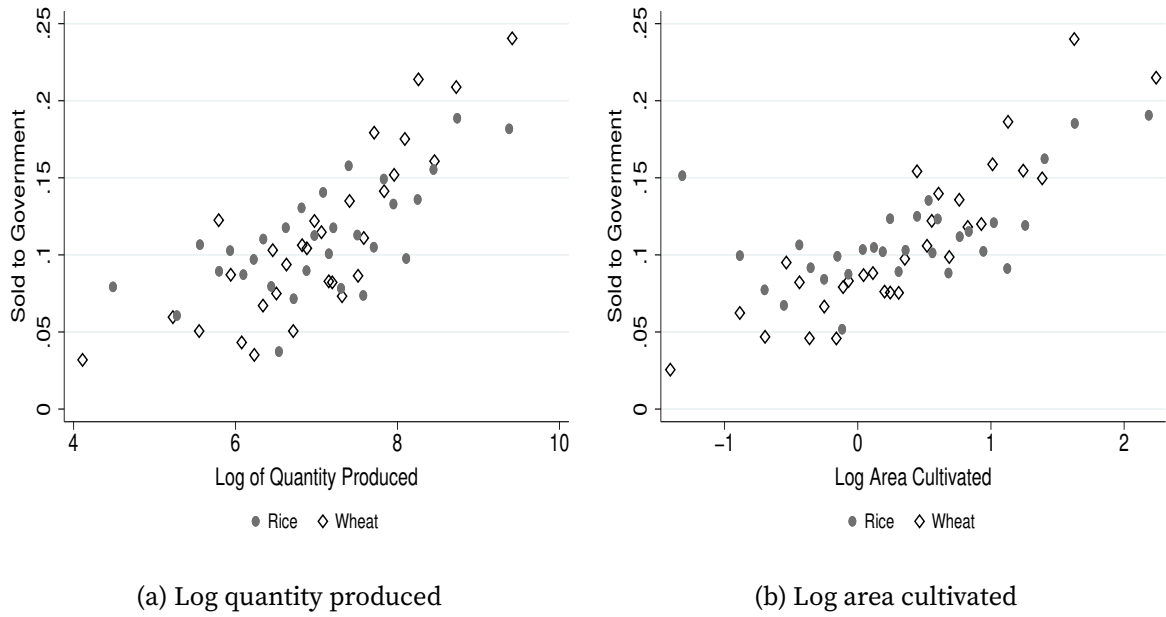 Sold to Government
.25
.2
.15
.1
.05
0
4 6 8 10
Log of Quantity Produced
Rice Wheat
(a) Log quantity produced
Sold to Government
.25
.2
.15
.1
.05
0
−1 0 1 2
Log Area Cultivated
Rice Wheat
(b) Log area cultivated